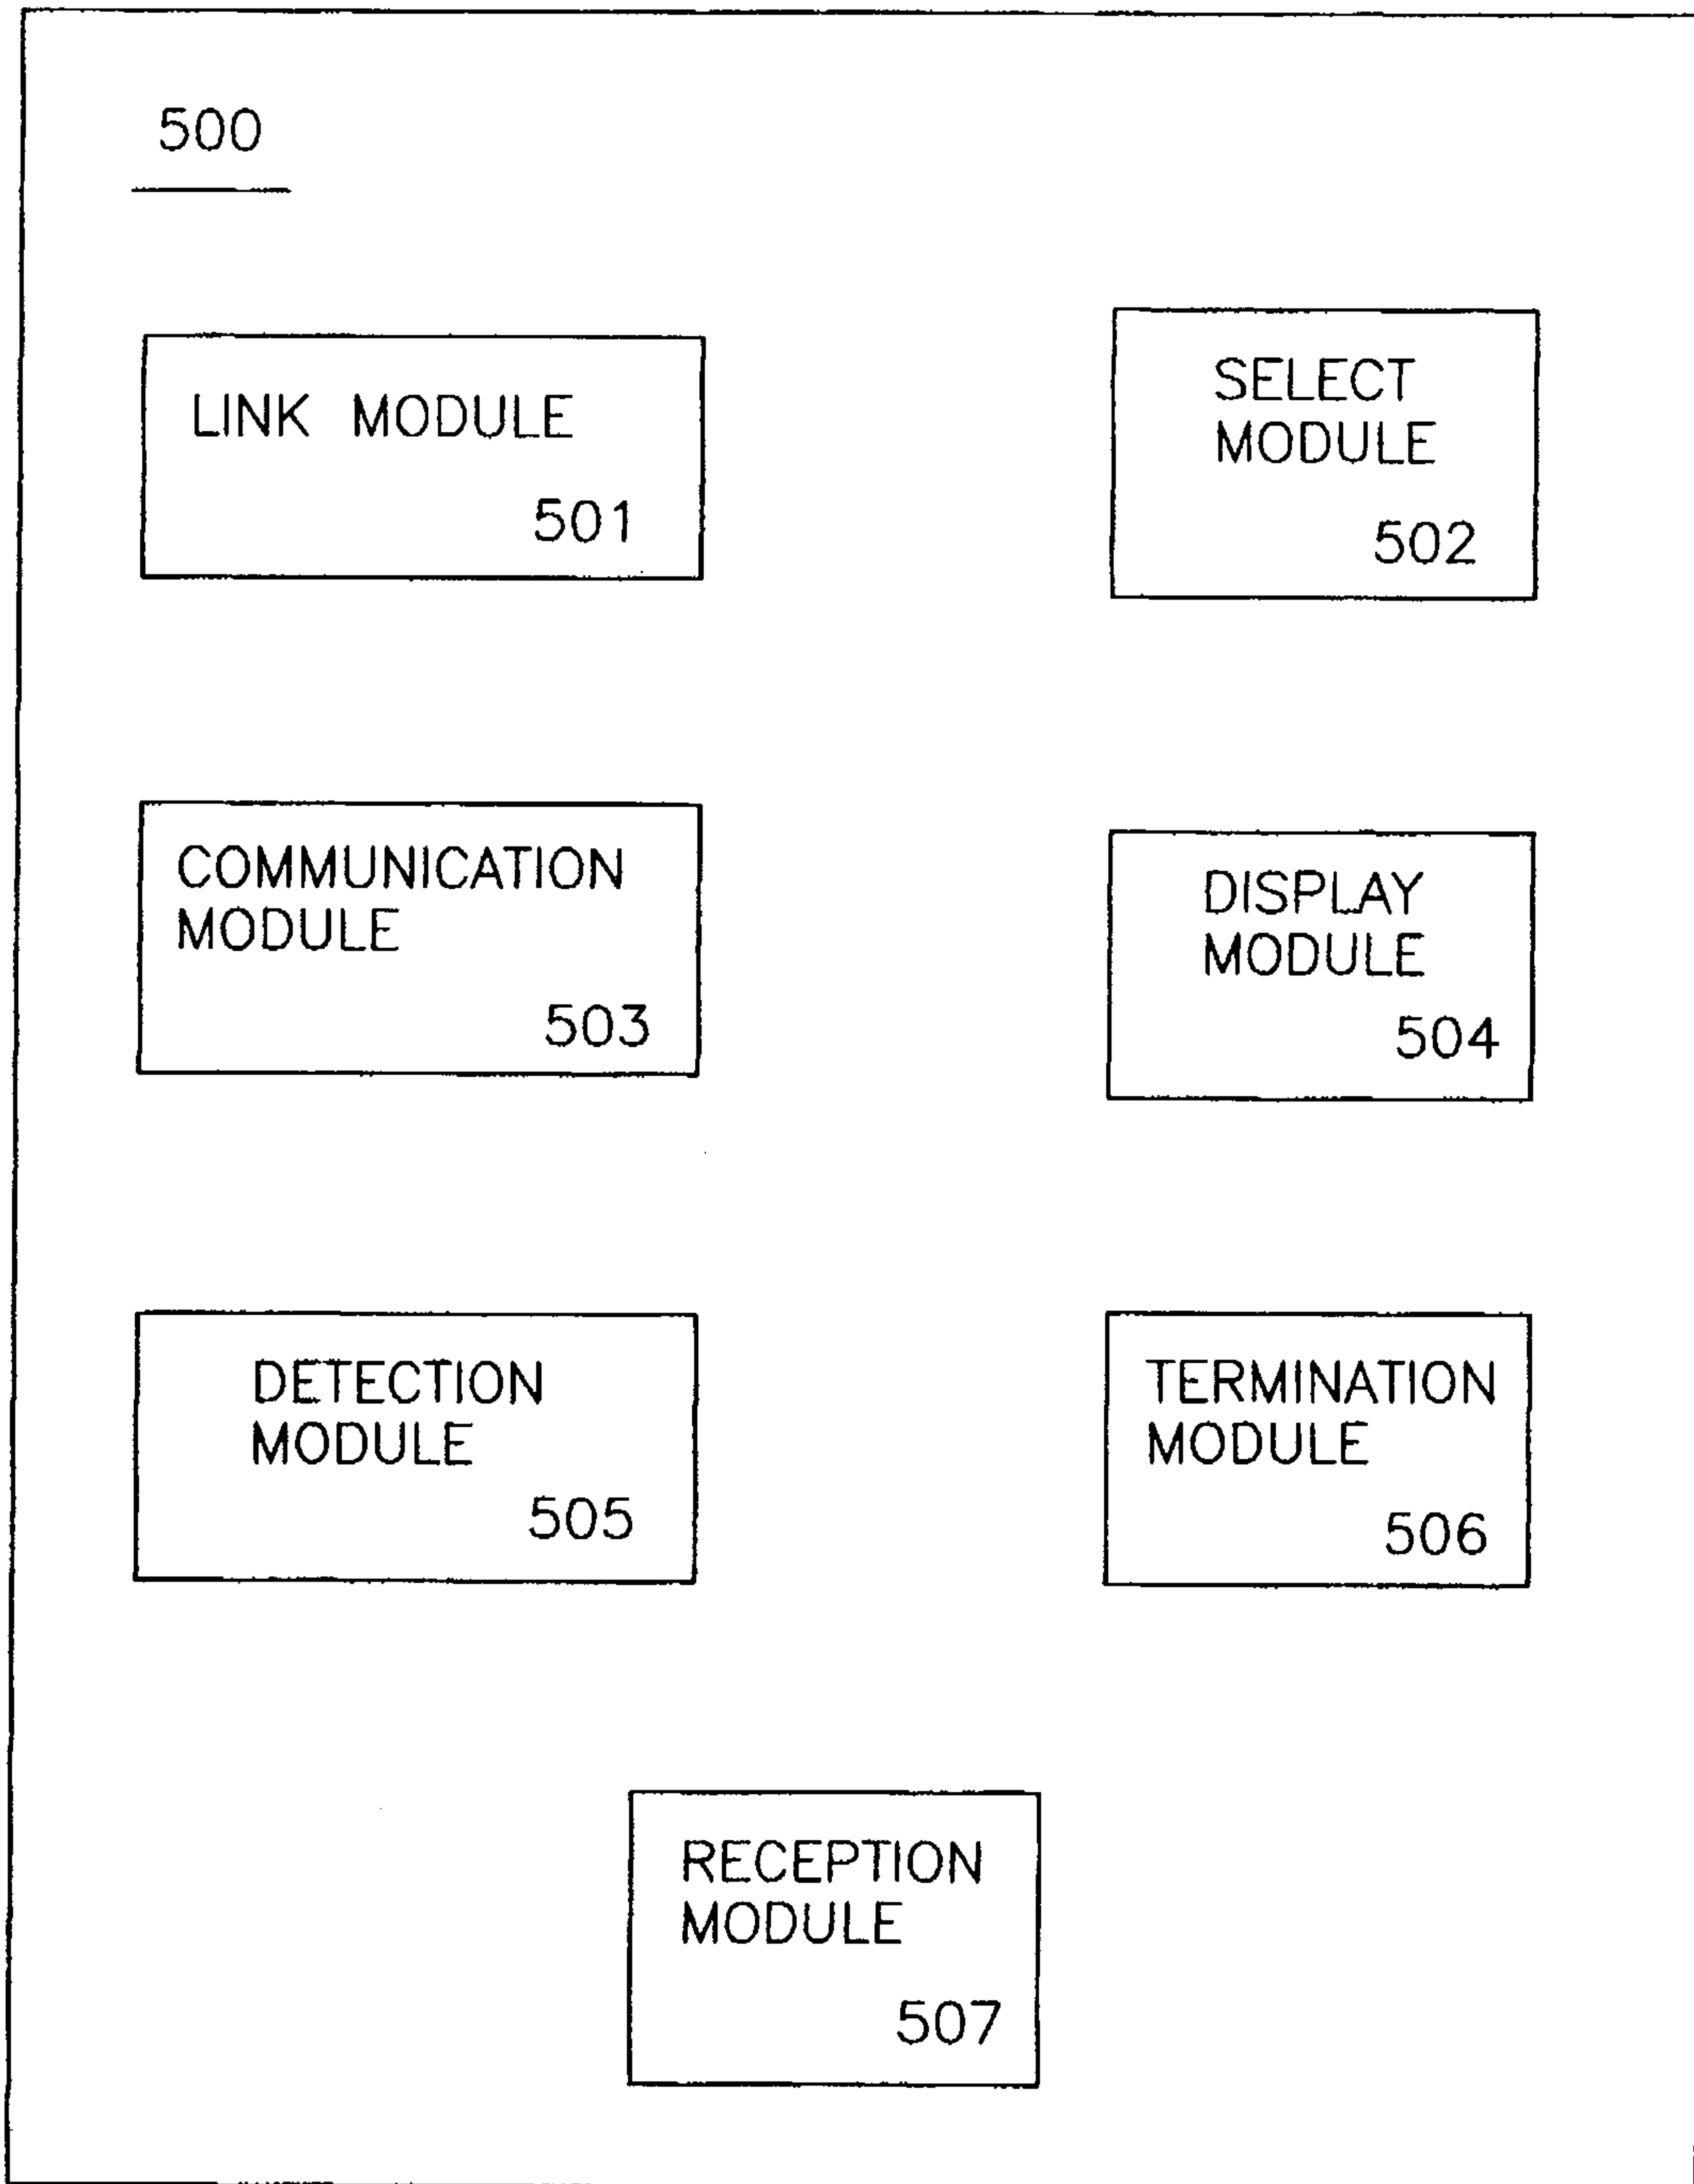 500
LINK MODULE
501
SELECT
MODULE
502
COMMUNICATION
MODULE
503
DISPLAY
MODULE
504
DETECTION
MODULE
505
TERMINATION
MODULE
506
RECEPTION
MODULE
507